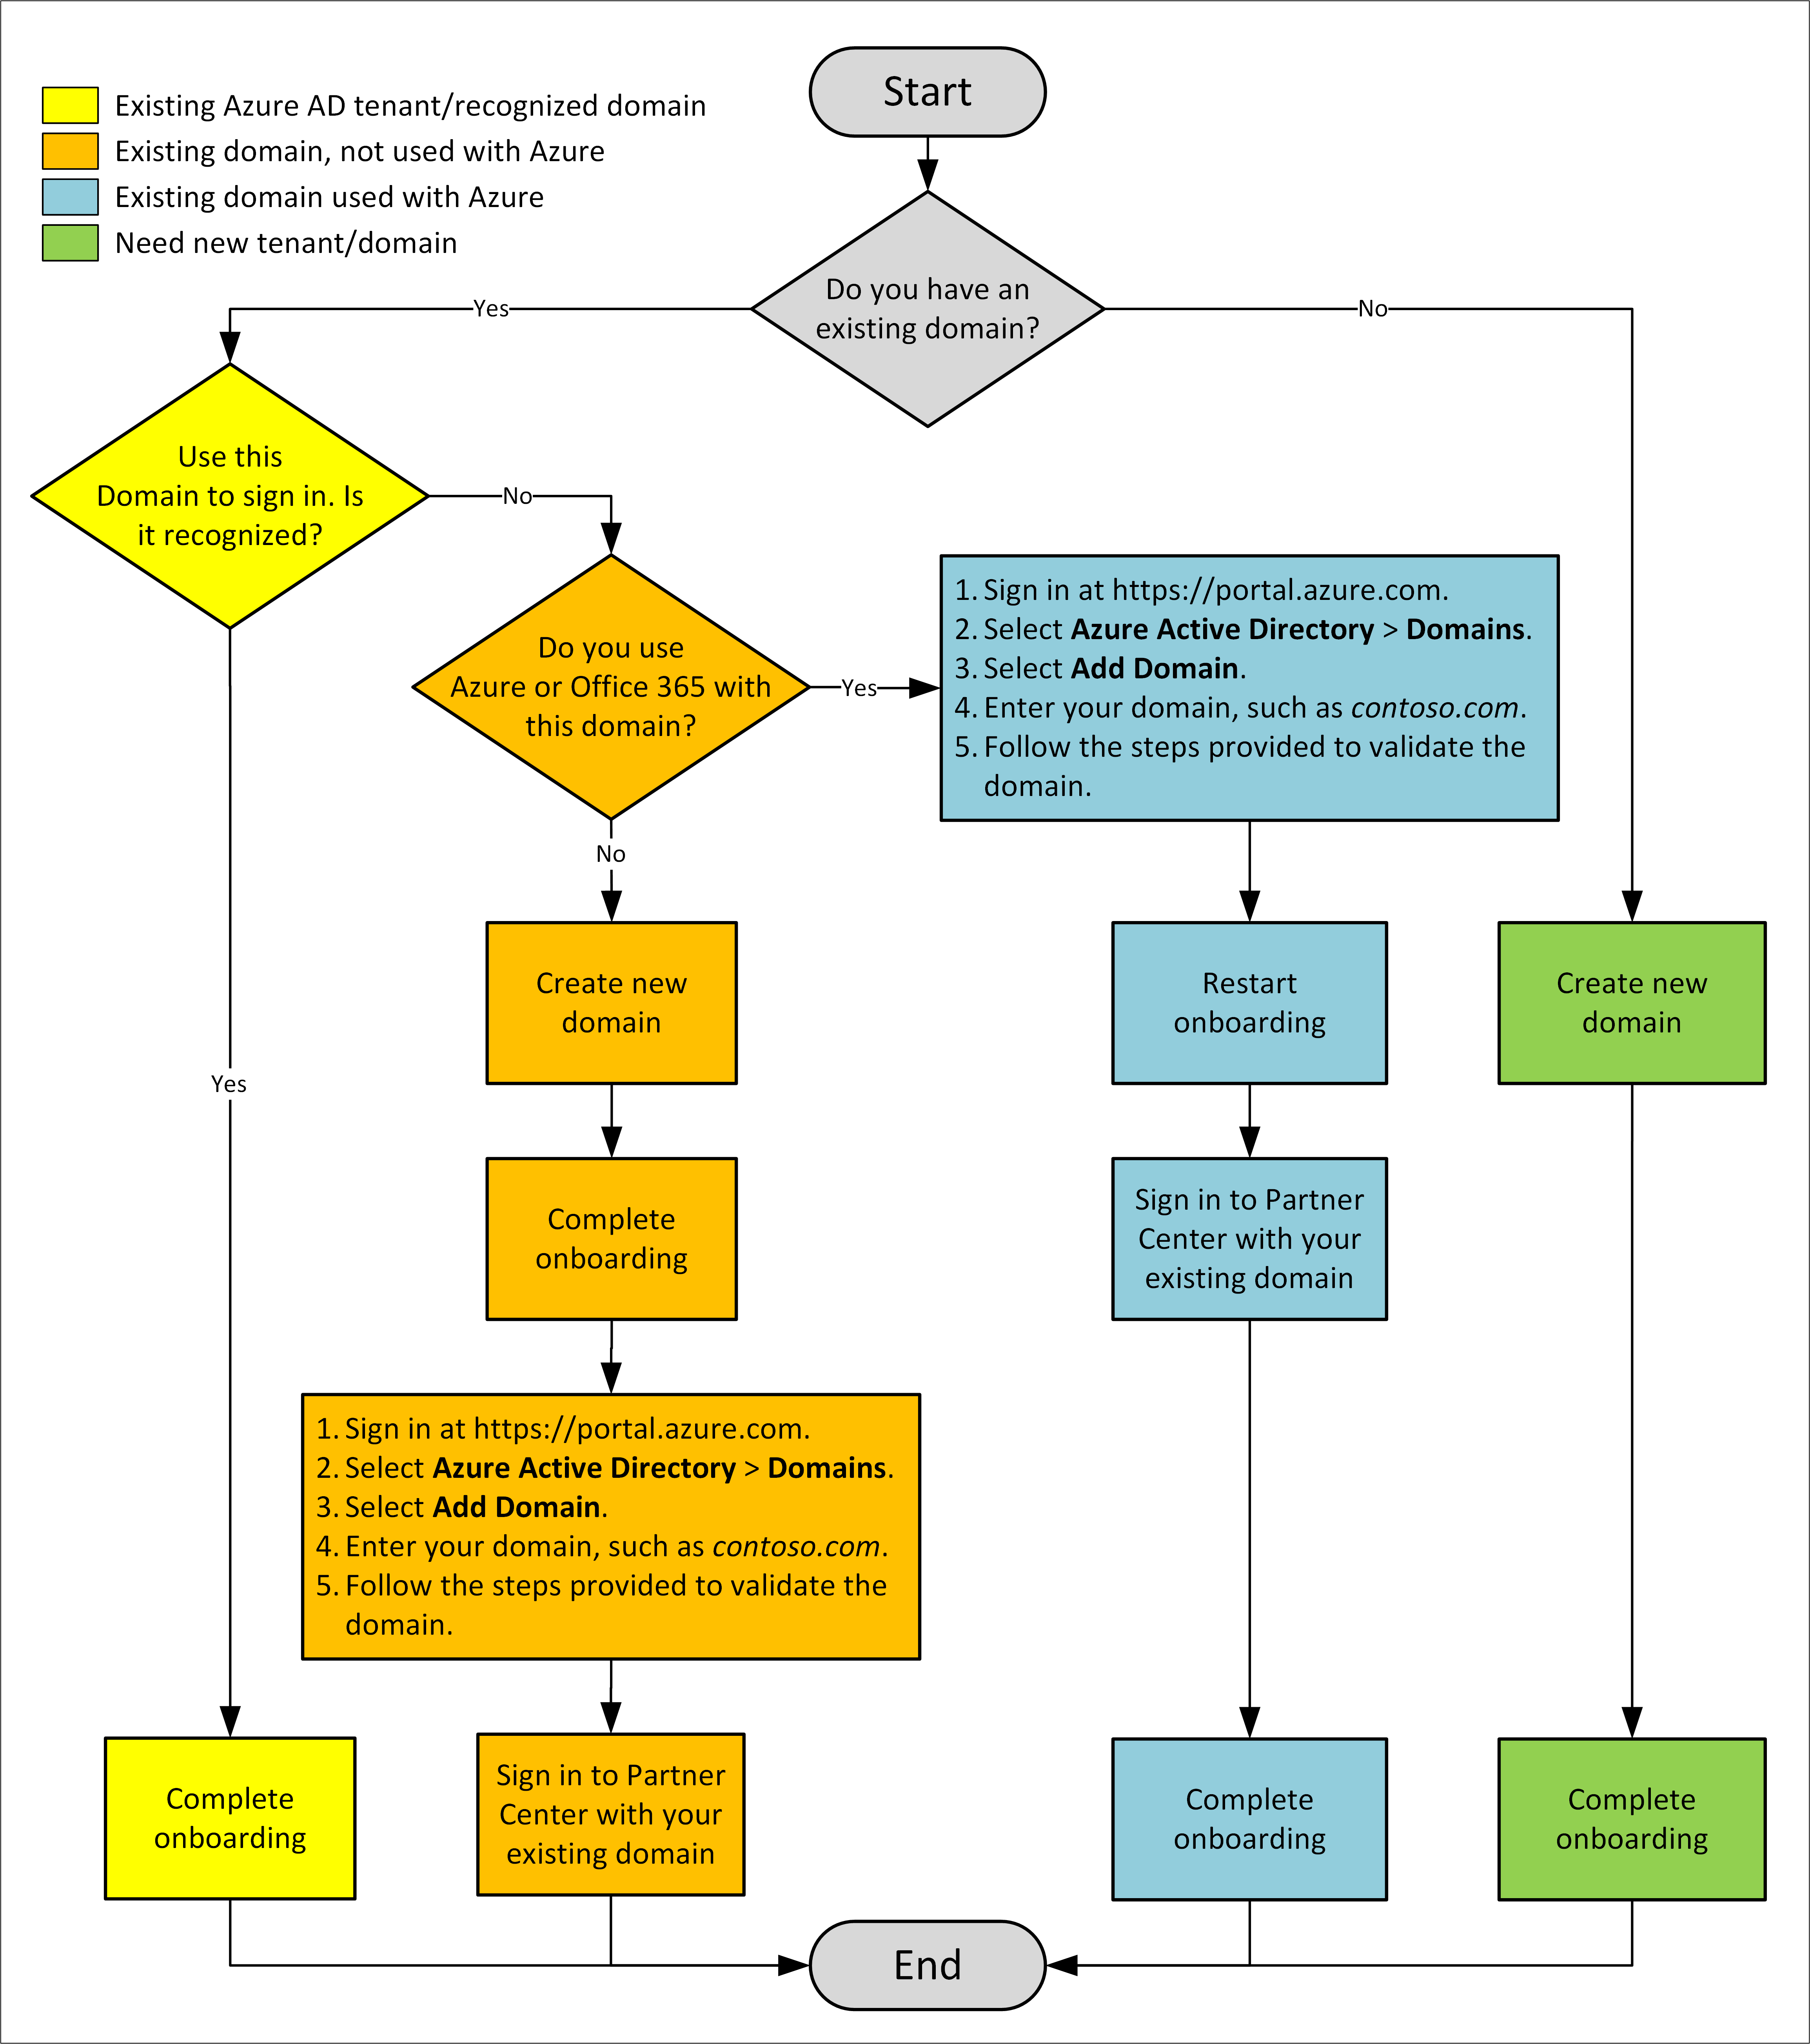 Start
Existing Azure AD tenant/recognized domain
Existing domain, not used with Azure
Existing domain used with Azure
Need new tenant/domain
Do you have an
existing domain?
Yes
No
Use this
Domain to sign in. Is
it recognized?
No
Yes
Do you use
Azure or Office 365 with
this domain?
Yes
No
1. Sign in at https://portal.azure.com.
2. Select Azure Active Directory > Domains.
3. Select Add Domain.
4. Enter your domain, such as contoso.com.
5. Follow the steps provided to validate the
domain.
Create new
domain
Restart
onboarding
Create new
domain
Complete
onboarding
Sign in to Partner
Center with your
existing domain
1. Sign in at https://portal.azure.com.
2. Select Azure Active Directory > Domains.
3. Select Add Domain.
4. Enter your domain, such as contoso.com.
5. Follow the steps provided to validate the
domain.
Complete
onboarding
Sign in to Partner
Center with your
existing domain
Complete
onboarding
Complete
onboarding
End